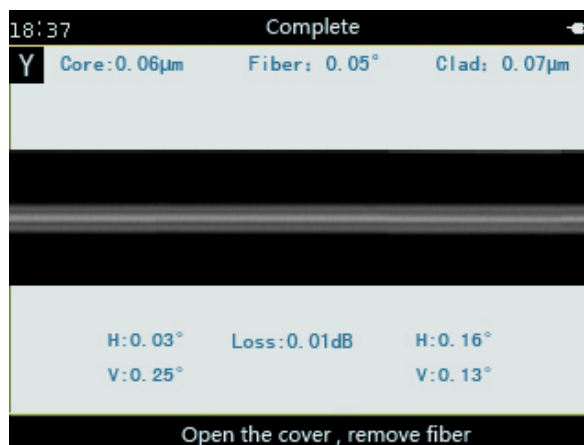 18:37 Complete
Y Core:0.06μm Fiber: 0.05° Clad: 0.07μm
H:0.03° Loss:0.01dB H:0.16°
V:0.25° V:0.13°
Open the cover , remove fiber